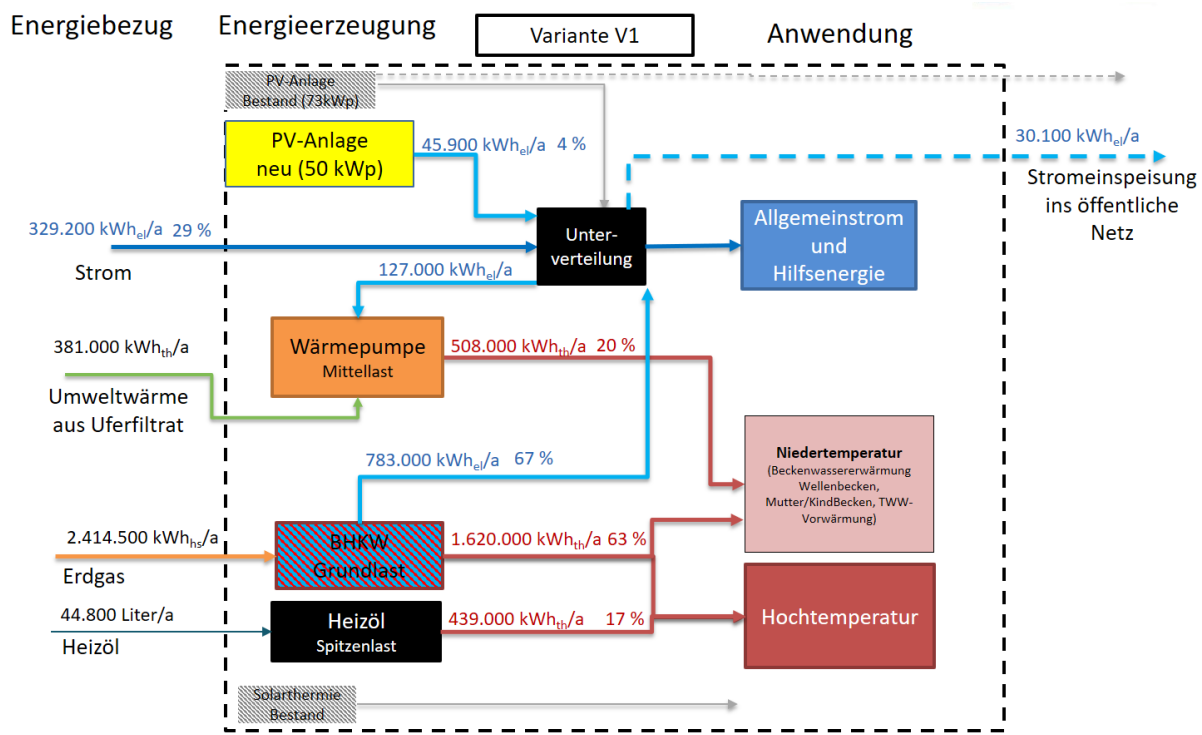 Energiebezug
Energieerzeugung
Variante V1
Anwendung
PV-Anlage
Bestand (73kWp)
PV-Anlage
neu (50 kWp)
45.900 kWhel/a 4 %
30.100 kWhel/a
Stromeinspeisung
ins öffentliche
Netz
329.200 kWhel/a 29 %
Strom
Unter-
verteilung
Allgemeinstrom
und
Hilfsenergie
127.000 kWhel/a
381.000 kWhth/a
Umweltwärme
aus Uferfiltrat
Wärmepumpe
Mittellast
508.000 kWhth/a 20 %
783.000 kWhel/a 67 %
Niedertemperatur
(Beckenwassererwärmung
Wellenbecken,
Mutter/KindBecken, TWW-
Vorwärmung)
2.414.500 kWhhs/a
Erdgas
BHKW
Grundlast
1.620.000 kWhth/a 63 %
44.800 Liter/a
Heizöl
Heizöl
Spitzenlast
439.000 kWhth/a 17 %
Hochtemperatur
Solarthermie
Bestand